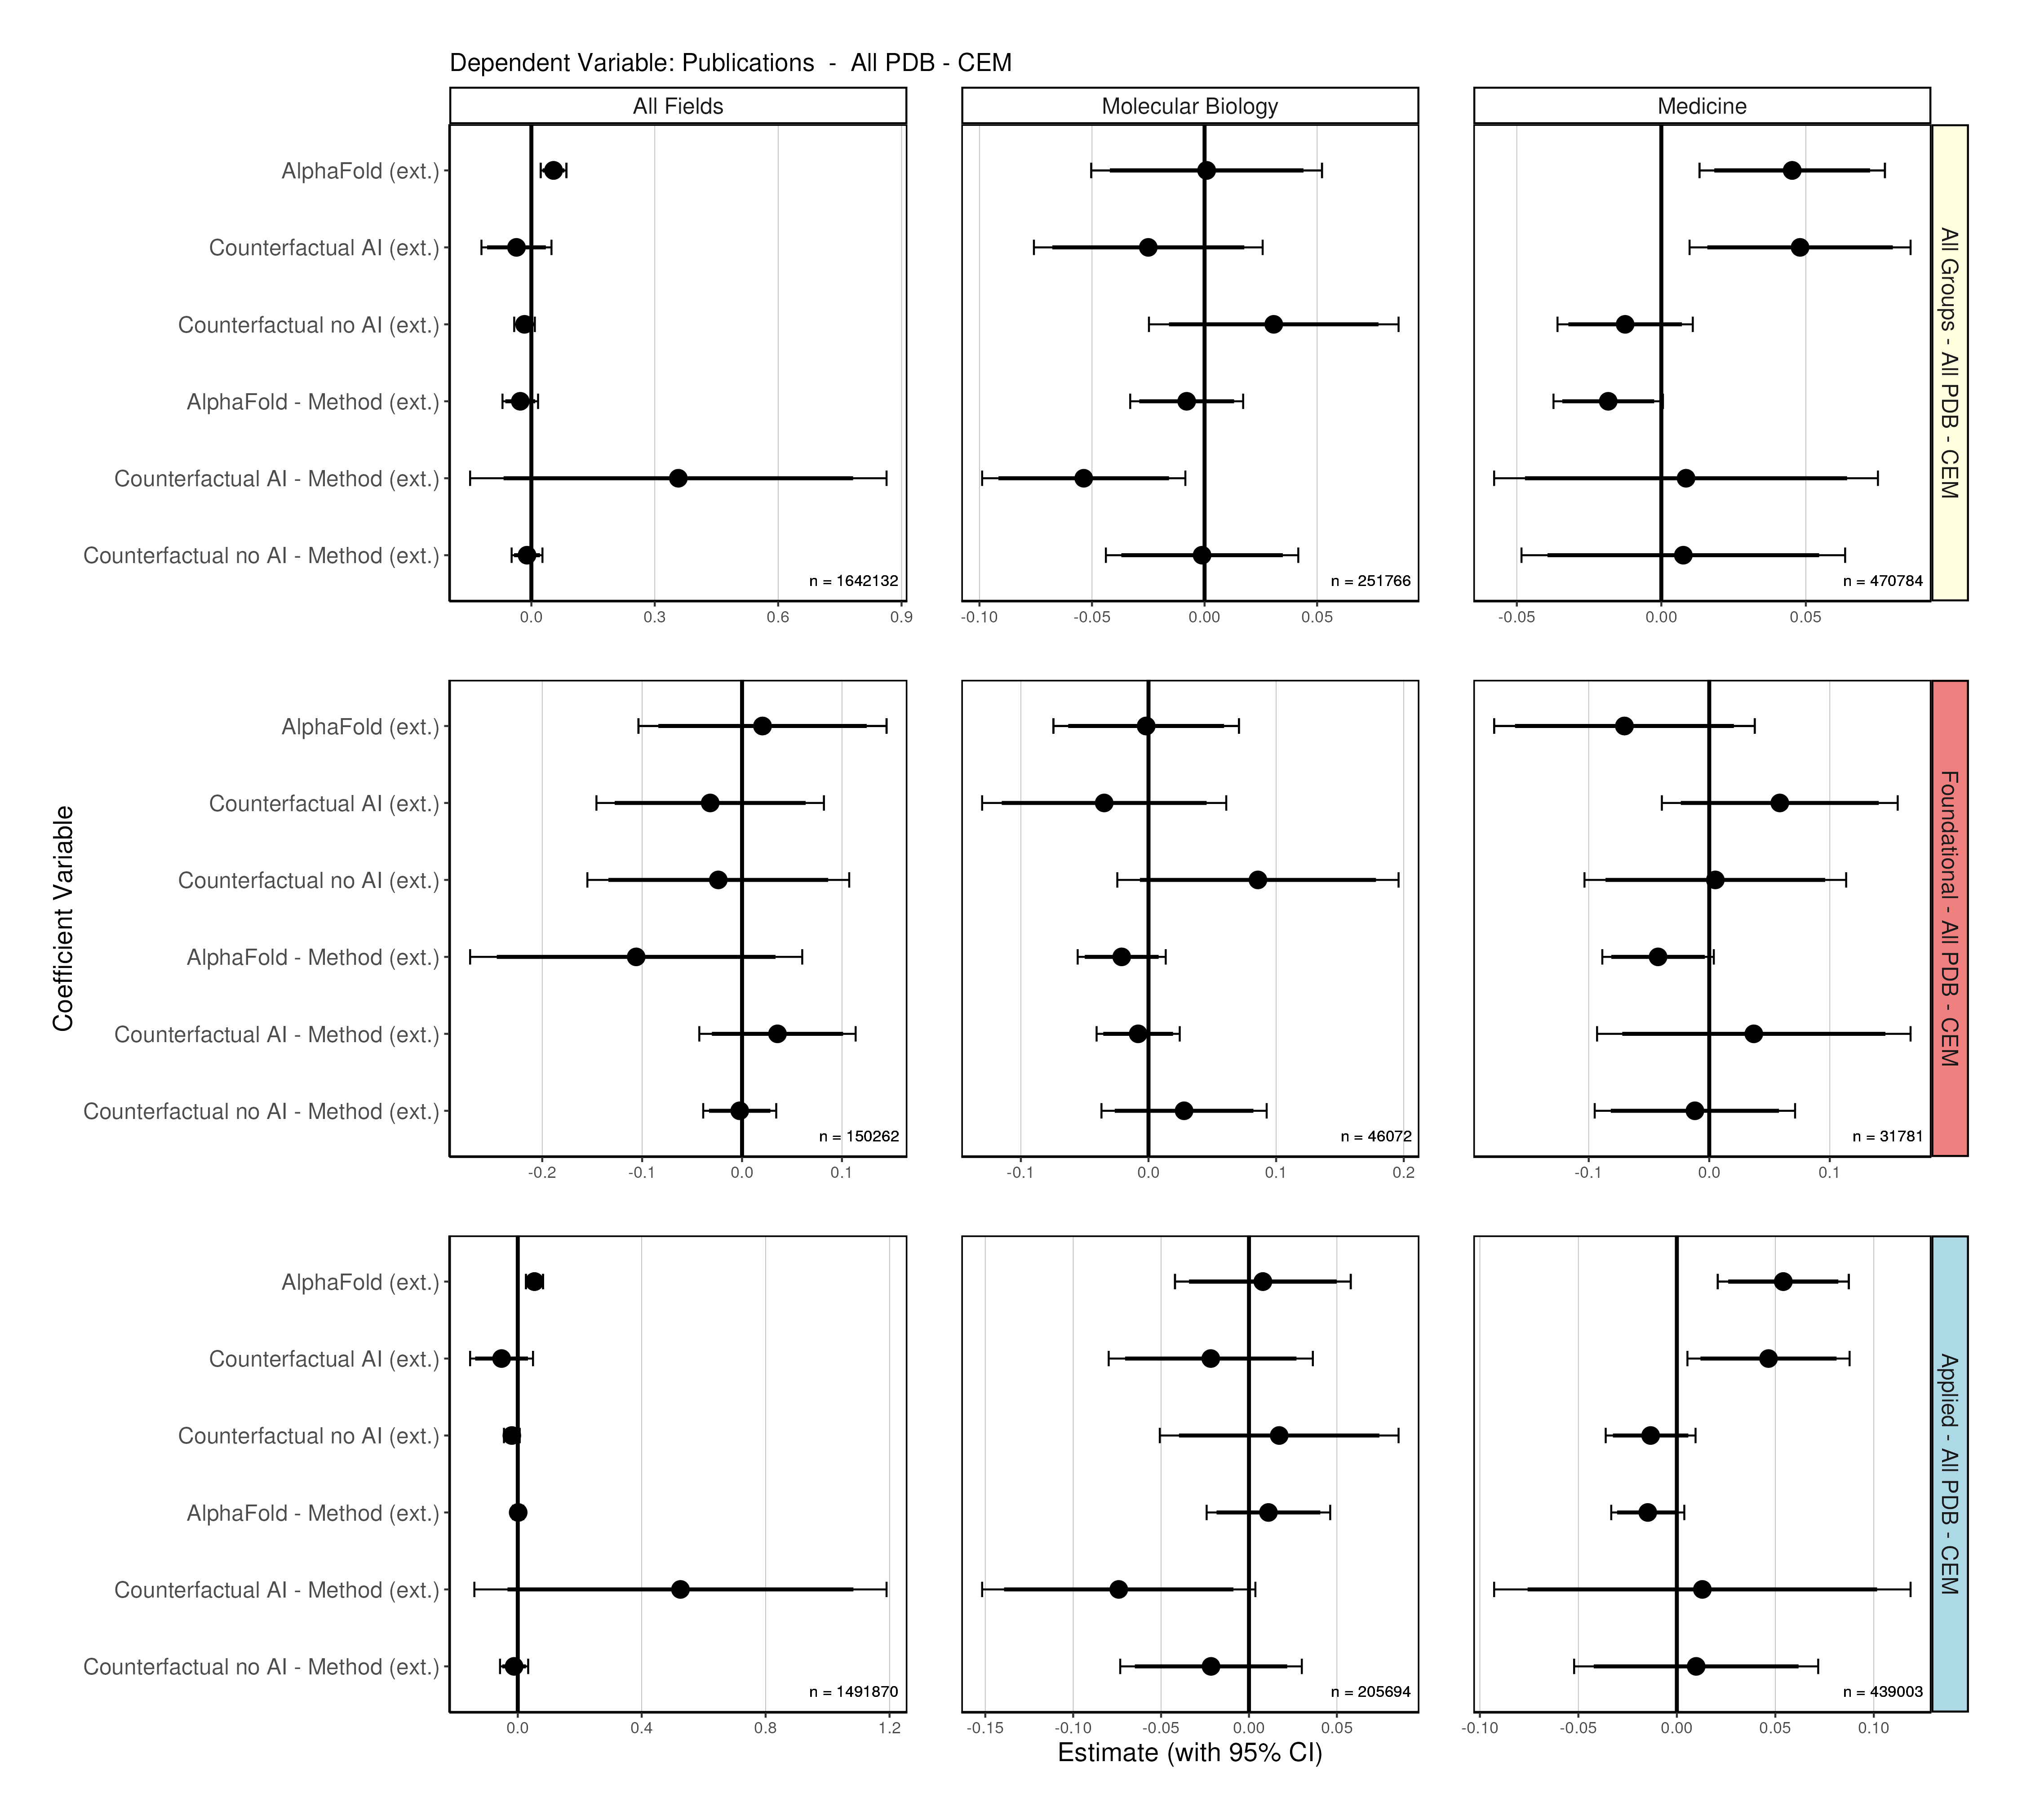 Dependent Variable: Publications - All PDB - CEM
All Fields
Molecular Biology
Medicine
AlphaFold (ext.)
Counterfactual AI (ext.)
Counterfactual no AI (ext.)
AlphaFold - Method (ext.)
Counterfactual AI - Method (ext.)
Counterfactual no AI - Method (ext.)
n = 1642132
n = 251766
n = 470784
0.0 0.3 0.6 0.9
-0.10 -0.05 0.00 0.05
-0.05 0.00 0.05
All Groups - All PDB - CEM
Coefficient Variable
AlphaFold (ext.)
Counterfactual AI (ext.)
Counterfactual no AI (ext.)
AlphaFold - Method (ext.)
Counterfactual AI - Method (ext.)
Counterfactual no AI - Method (ext.)
n = 150262
n = 46072
n = 31781
-0.2 -0.1 0.0 0.1
-0.1 0.0 0.1 0.2
-0.1 0.0 0.1
Foundational - All PDB - CEM
AlphaFold (ext.)
Counterfactual AI (ext.)
Counterfactual no AI (ext.)
AlphaFold - Method (ext.)
Counterfactual AI - Method (ext.)
Counterfactual no AI - Method (ext.)
n = 1491870
n = 205694
n = 439003
0.0 0.4 0.8 1.2
-0.15 -0.10 -0.05 0.00 0.05
-0.10 -0.05 0.00 0.05 0.10
Applied - All PDB - CEM
Estimate (with 95% CI)